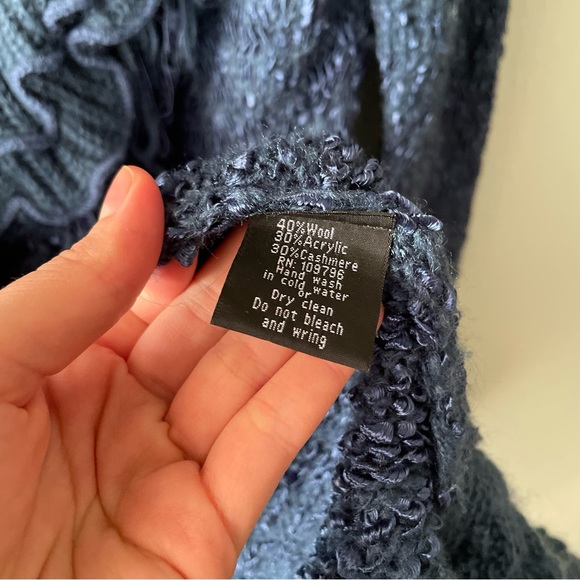 40%Wool
30%Acrylic
30%Cashmere
RN: 109796
Hand wash
in cold water
or
Dry clean
Do not bleach
and wring